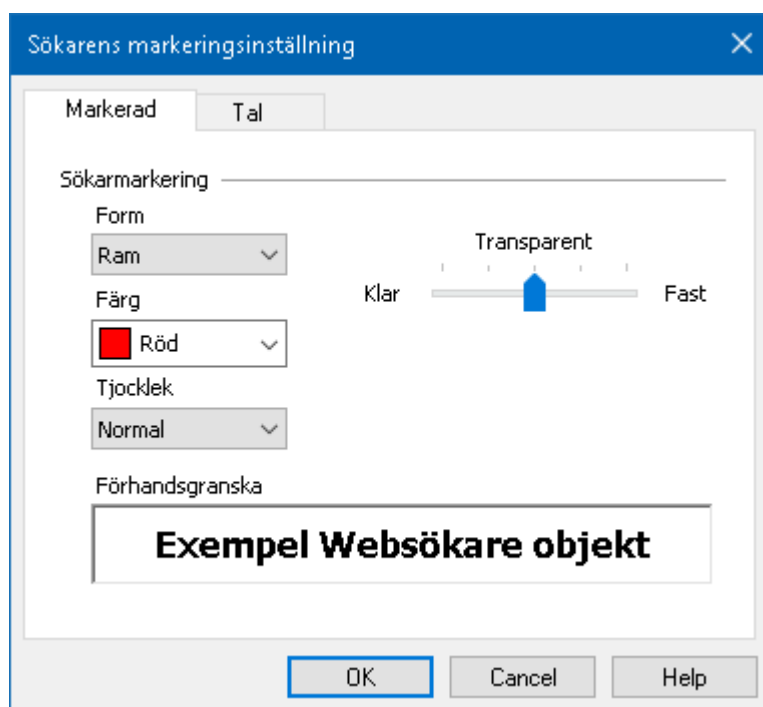 Sökarens markeringsinställning
Markerad Tal
Sökarmarkering
Form
Ram
Transparent
Klar Fast
Färg
Röd
Tjocklek
Normal
Förhandsgranska
Exempel Websökare objekt
OK Cancel Help